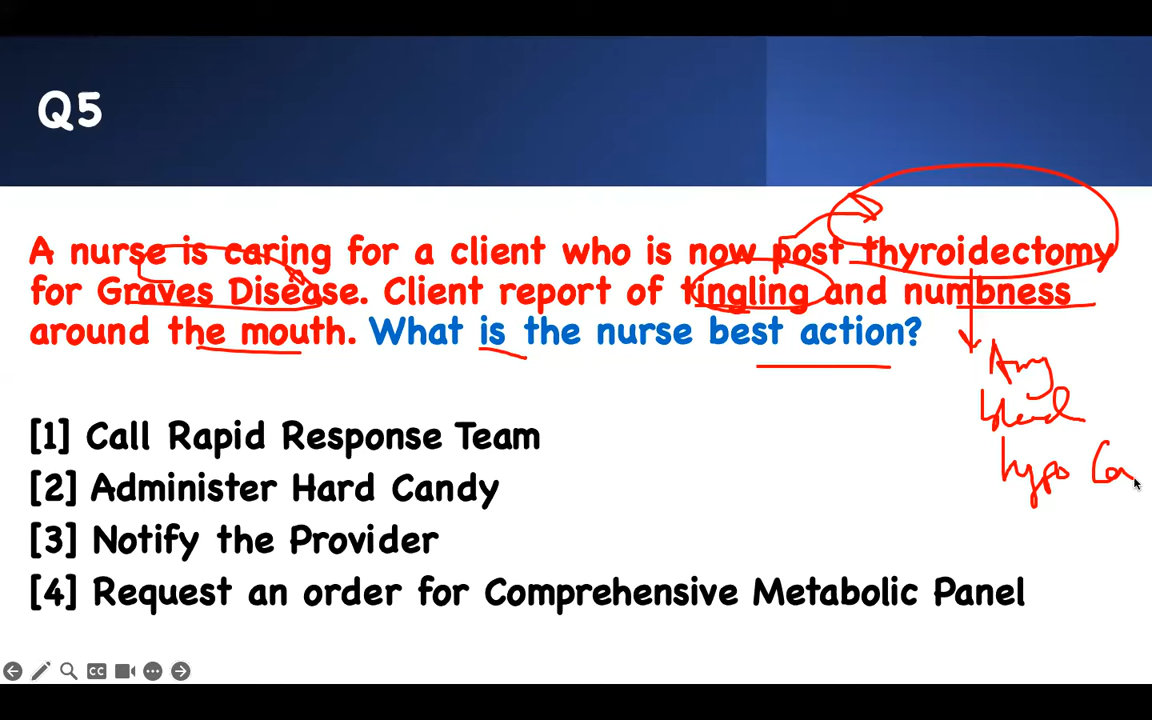 Q5
A nurse is caring for a client who is now post thyroidectomy
for Graves Disease. Client report of tingling and numbness
around the mouth. What is the nurse best action?
[1] Call Rapid Response Team
[2] Administer Hard Candy
[3] Notify the Provider
[4] Request an order for Comprehensive Metabolic Panel
hypo Ca
CC